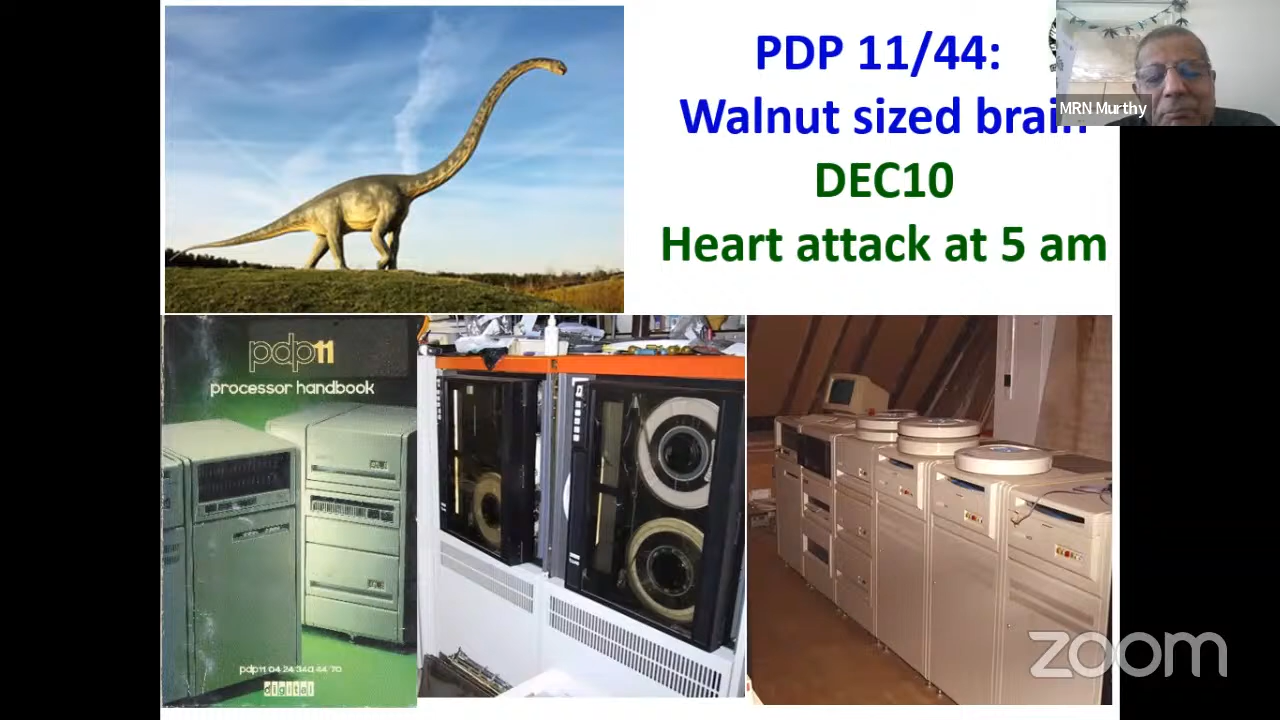 PDP 11/44:
Walnut sized brain
DEC10
Heart attack at 5 am
MRN Murthy
pdp11
processor handbook
pdp11 04 24 34a 44 70
digital
zoom